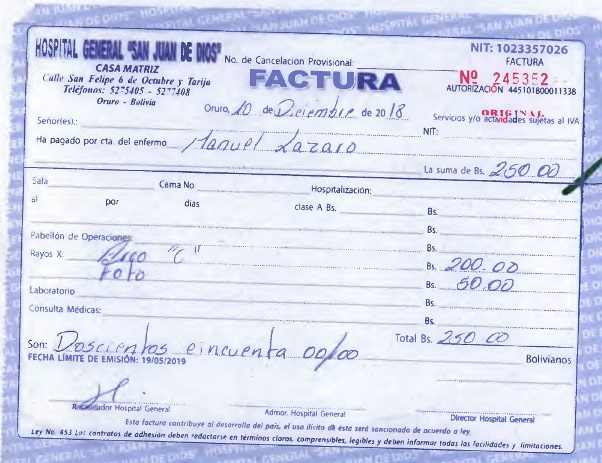 HOSPITAL GENERAL "SAN JUAN DE DIOS"
CASA MATRIZ
Calle San Felipe 6 de Octubre y Tarija
Teléfonos: 5275405 - 5277408
Oruro - Bolivia
No. de Cancelacion Provisional:
FACTURA
NIT: 1023357026
FACTURA
Nº 245352
AUTORIZACIÓN 445101800011338
ORIGINAL
Servicios y/o actividades sujetas al IVA
Oruro, 10 de Diciembre de 2018
Señor(es).: NIT:
Ha pagado por cta. del enfermo Manuel Lazaro
La suma de Bs. 250.00
Sala Cama No. Hospitalización: Bs.
al por dias clase A Bs. Bs.
Pabellón de Operaciones: Bs.
Rayos X: Arco "C" Bs. 200.00
Foto Bs. 50.00
Laboratorio Bs.
Consulta Médicas: Bs.
Total Bs. 250 00
Son: Doscientos cincuenta 00/00 Bolivianos
FECHA LÍMITE DE EMISIÓN: 19/05/2019
Recaudador Hospital General
Admor. Hospital General
Director Hospital General
Esta factura contribuye al desarrollo del país, el uso ilícito de ésta será sancionado de acuerdo a ley.
Ley No. 453 Los contratos de adhesión deben redactarse en términos claros, comprensibles, legibles y deben informar todas las facilidades y limitaciones.